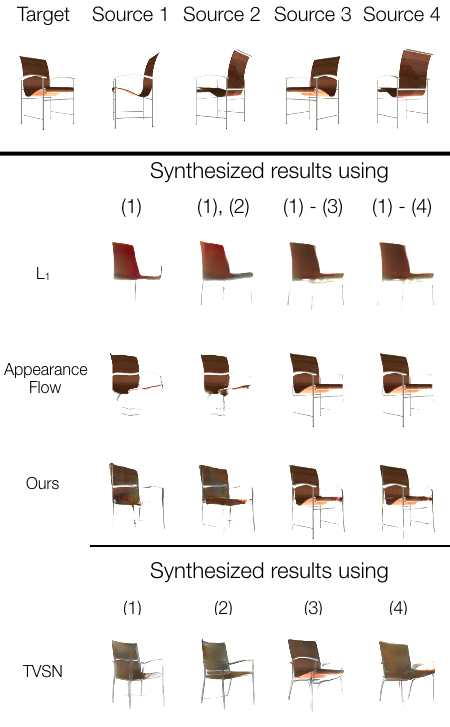 Target Source 1 Source 2 Source 3 Source 4
Synthesized results using
(1) (1), (2) (1) - (3) (1) - (4)
L₁
Appearance
Flow
Ours
Synthesized results using
(1) (2) (3) (4)
TVSN